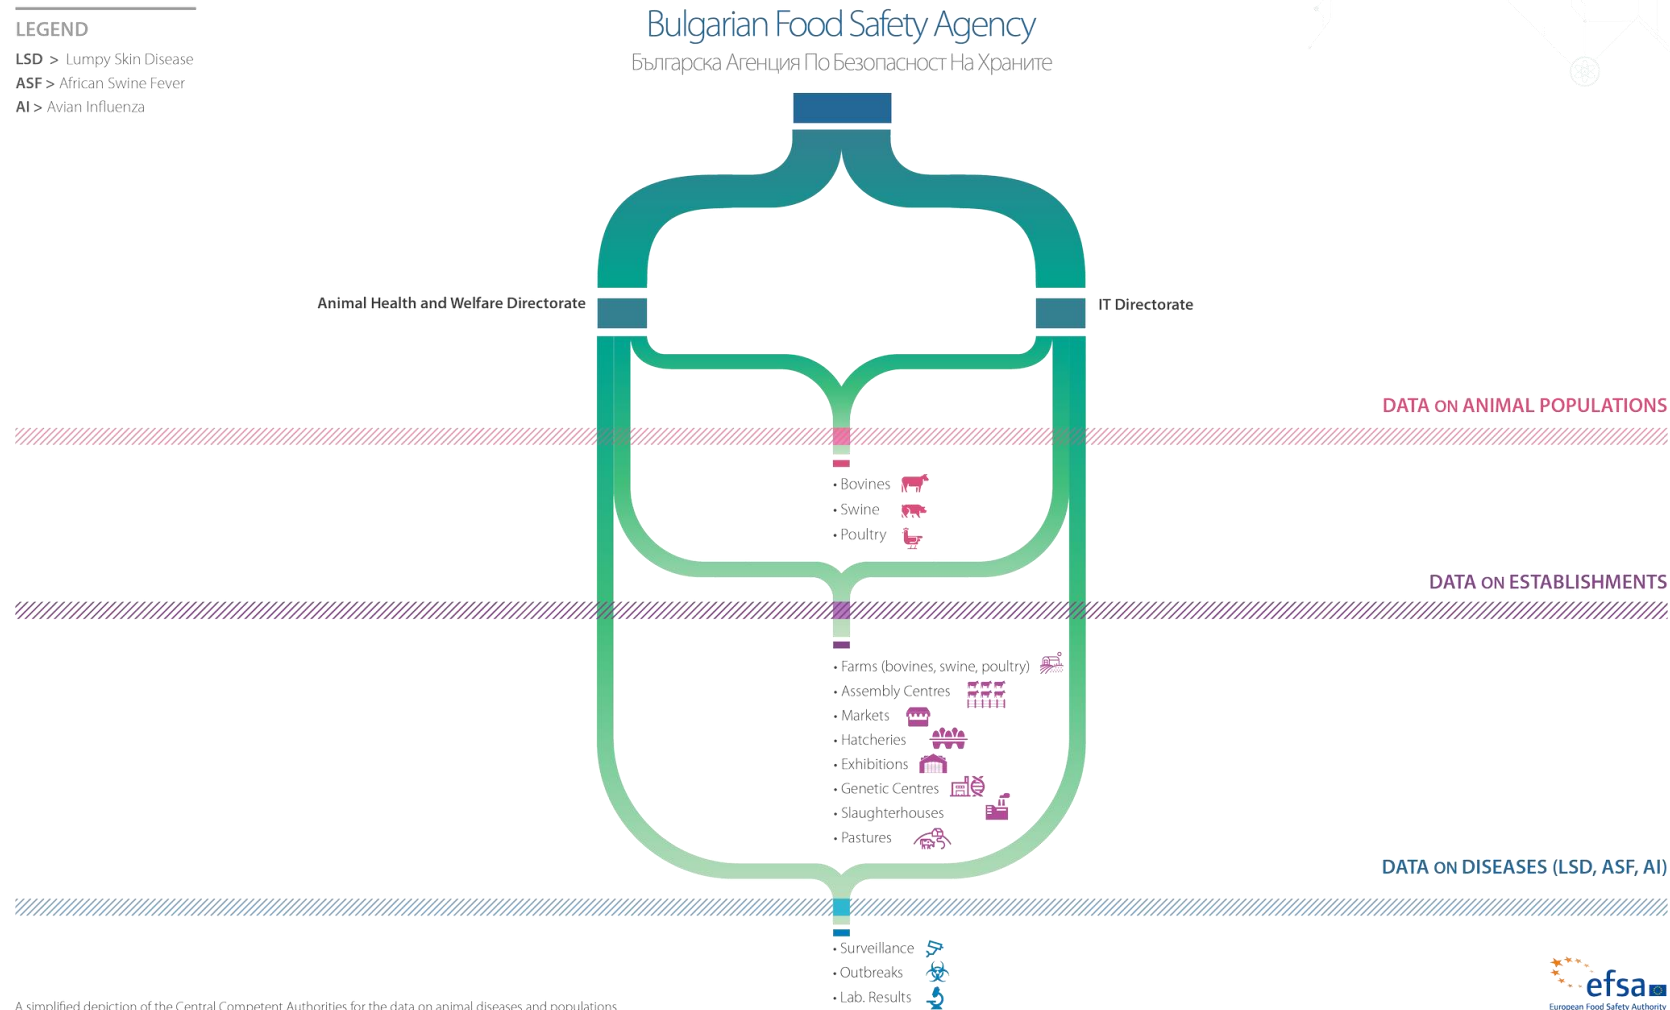 LEGEND
LSD > Lumpy Skin Disease
ASF > African Swine Fever
AI > Avian Influenza
Bulgarian Food Safety Agency
Българска Агенция По Безопасност На Храните
Animal Health and Welfare Directorate
IT Directorate
DATA ON ANIMAL POPULATIONS
• Bovines
• Swine
• Poultry
DATA ON ESTABLISHMENTS
• Farms (bovines, swine, poultry)
• Assembly Centres
• Markets
• Hatcheries
• Exhibitions
• Genetic Centres
• Slaughterhouses
• Pastures
DATA ON DISEASES (LSD, ASF, AI)
• Surveillance
• Outbreaks
• Lab. Results
A simplified depiction of the Central Competent Authorities for the data on animal diseases and populations
efsa
European Food Safety Authority